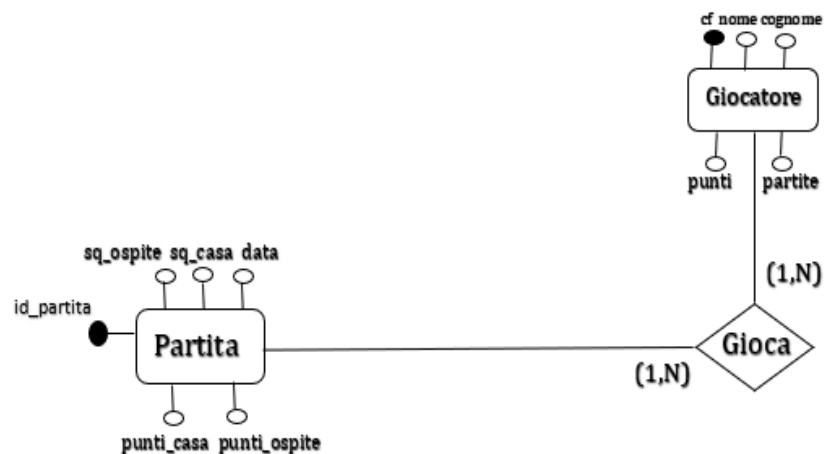 cf nome cognome
Giocatore
punti partite
sq_ospite sq_casa data
(1,N)
id_partita
Partita
Gioca
(1,N)
punti_casa punti_ospite